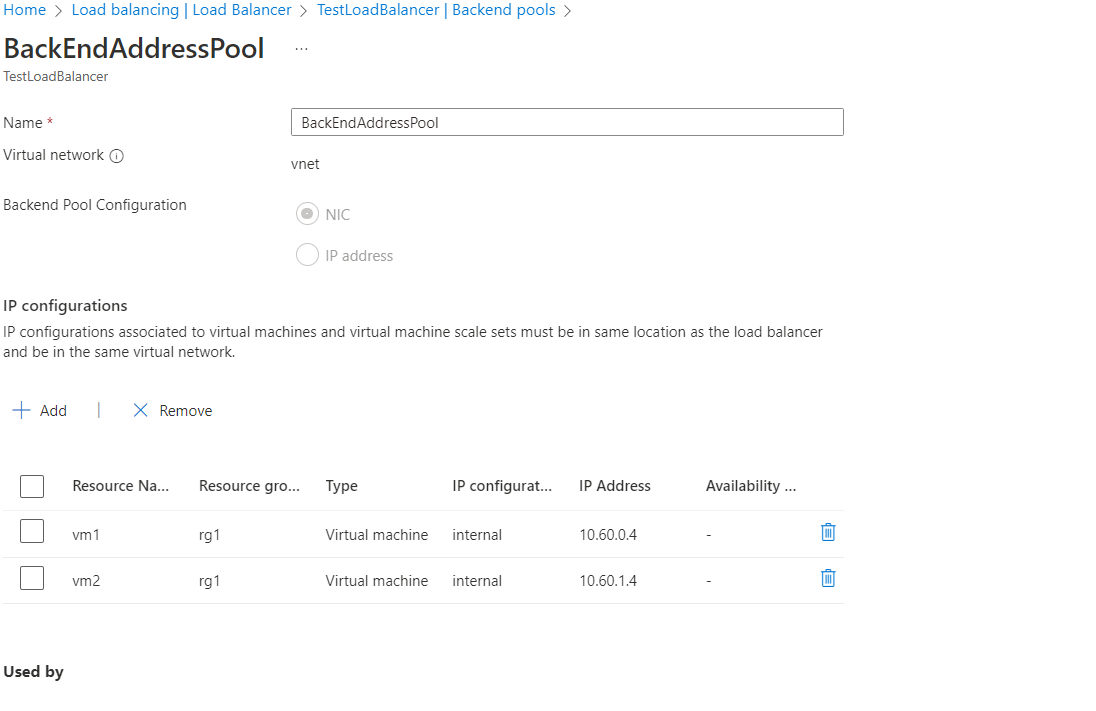 Home > Load balancing | Load Balancer > TestLoadBalancer | Backend pools >
BackEndAddressPool ...
TestLoadBalancer
Name * BackEndAddressPool
Virtual network vnet
Backend Pool Configuration NIC
IP address
IP configurations
IP configurations associated to virtual machines and virtual machine scale sets must be in same location as the load balancer
and be in the same virtual network.
+ Add | × Remove
Resource Na... Resource gro... Type IP configurat... IP Address Availability ...
vm1 rg1 Virtual machine internal 10.60.0.4 -
vm2 rg1 Virtual machine internal 10.60.1.4 -
Used by